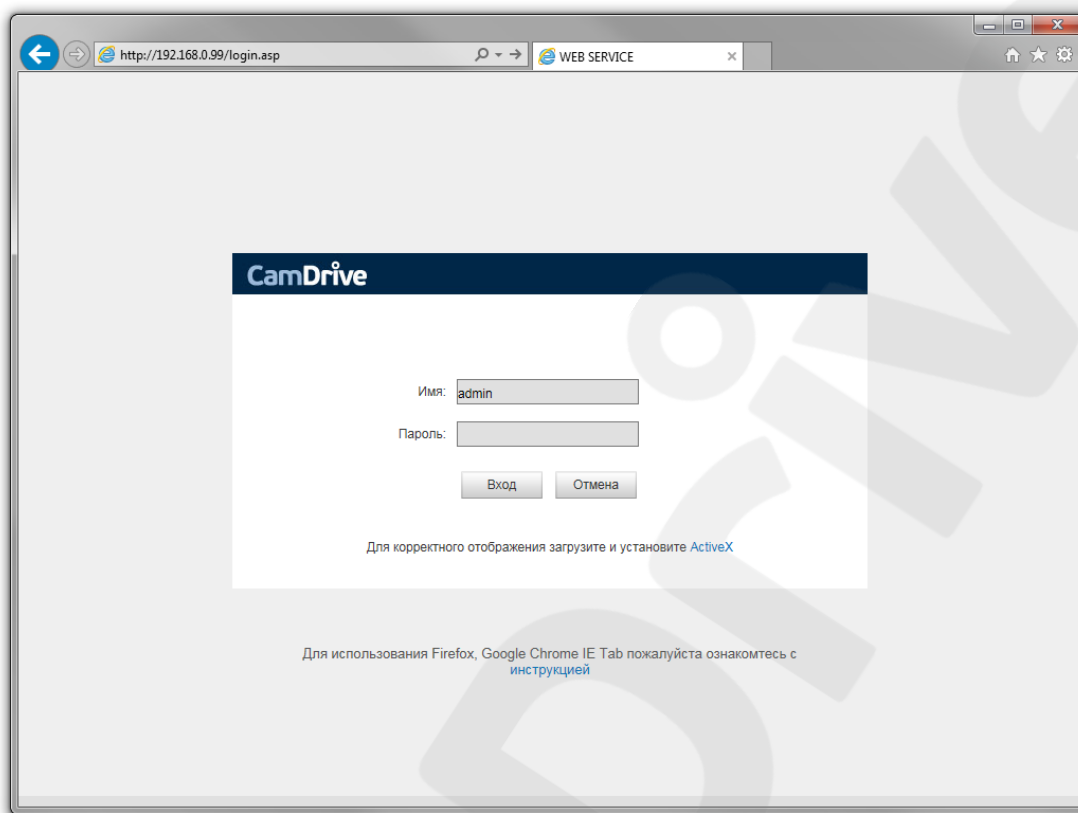 http://192.168.0.99/login.asp
WEB SERVICE
CamDrive
Имя: admin
Пароль:
Вход Отмена
Для корректного отображения загрузите и установите ActiveX
Для использования Firefox, Google Chrome IE Tab пожалуйста ознакомтесь с
инструкцией
Drive